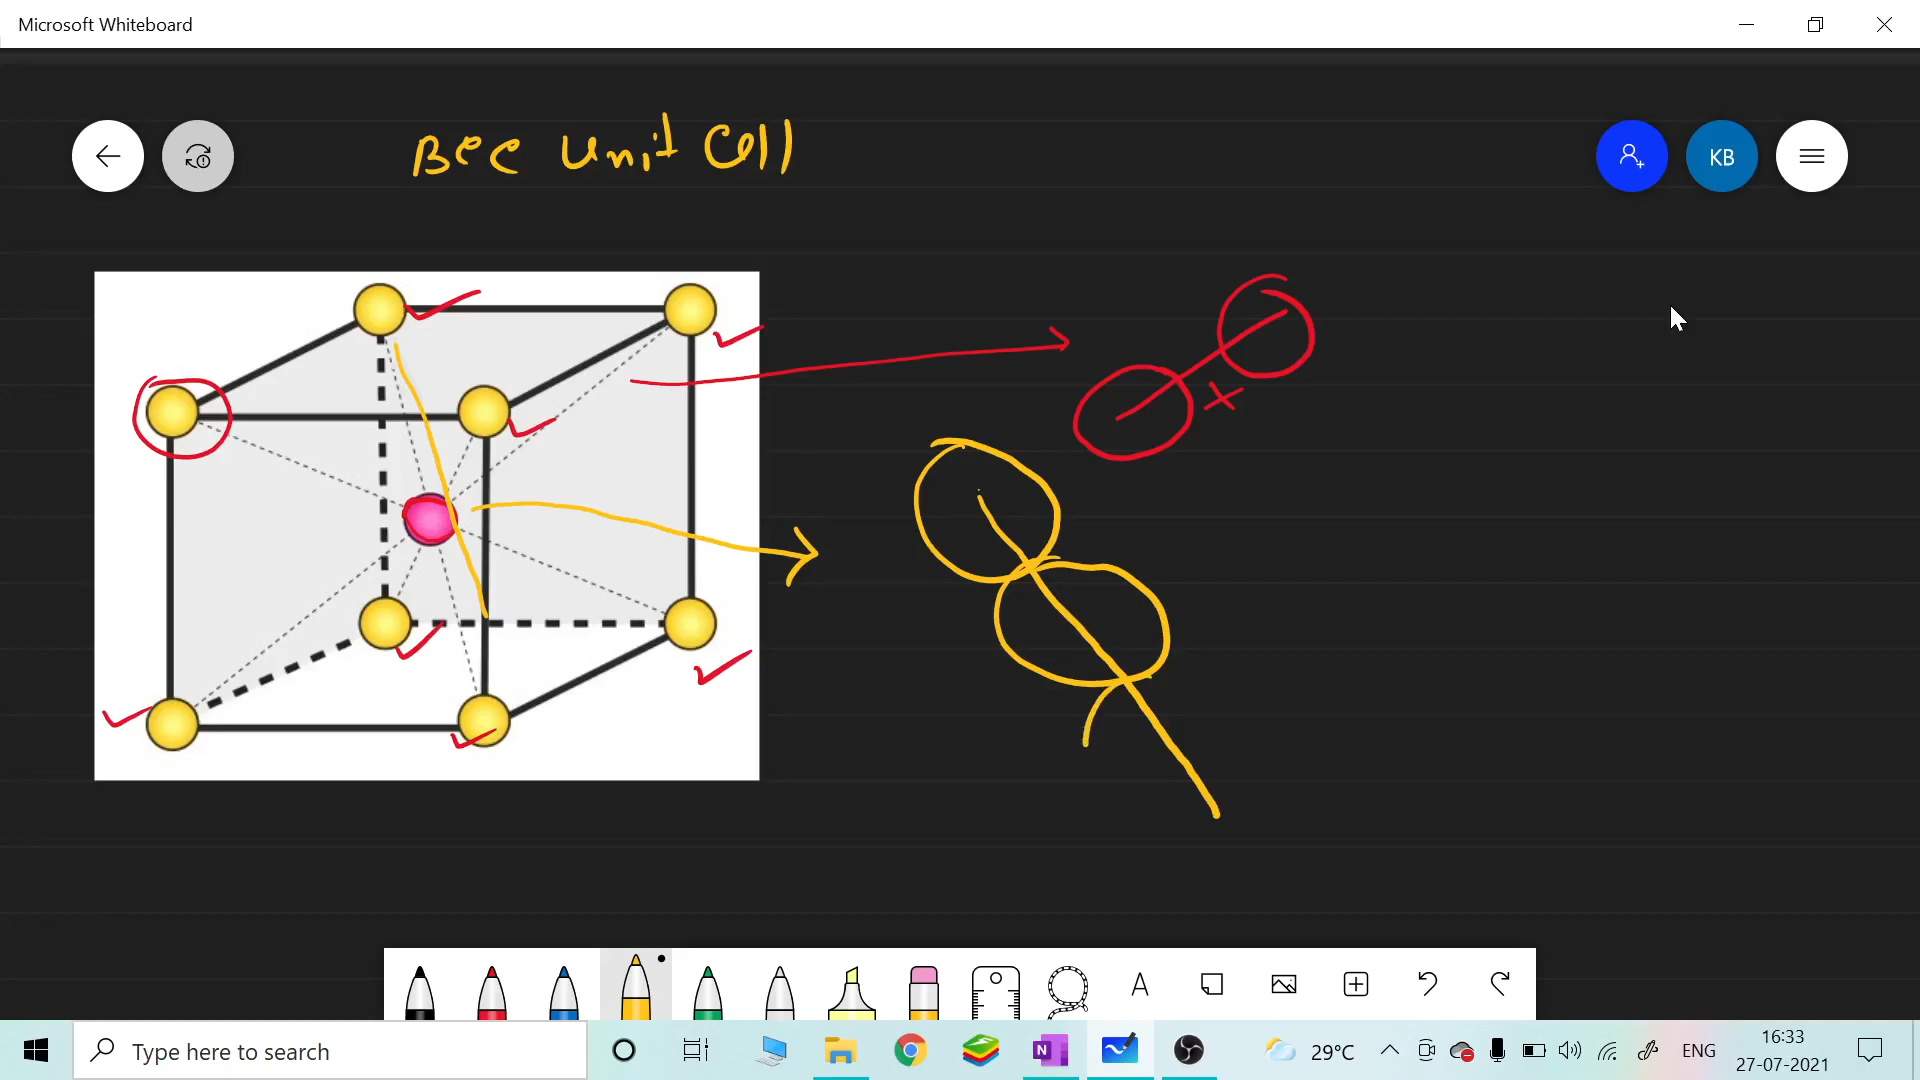 Microsoft Whiteboard
BCC Unit Cell
KB
A
Type here to search
29°C
ENG
16:33
27-07-2021